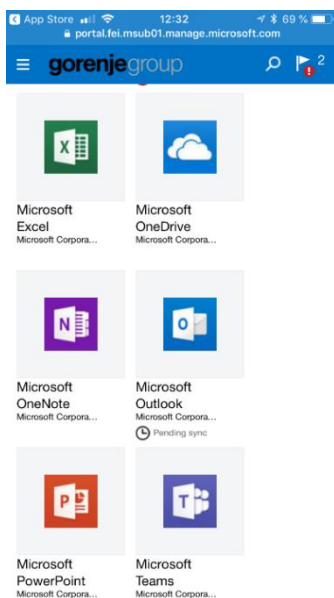 App Store 12:32 69 %
portal.fei.msub01.manage.microsoft.com
gorenjegroup 2
Microsoft Excel
Microsoft Corpora...
Microsoft OneDrive
Microsoft Corpora...
Microsoft OneNote
Microsoft Corpora...
Microsoft Outlook
Microsoft Corpora...
Pending sync
Microsoft PowerPoint
Microsoft Corpora...
Microsoft Teams
Microsoft Corpora...